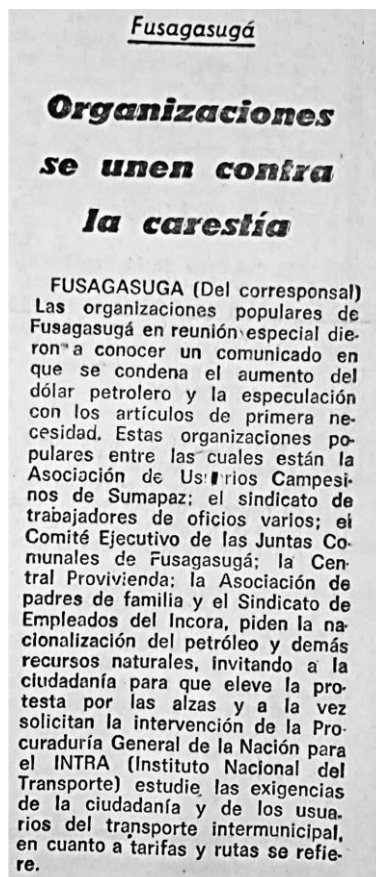 Fusagasugá
Organizaciones
se unen contra
la carestía
FUSAGASUGA (Del corresponsal)
Las organizaciones populares de
Fusagasugá en reunión especial die-
ron a conocer un comunicado en
que se condena el aumento del
dólar petrolero y la especulación
con los artículos de primera ne-
cesidad. Estas organizaciones po-
pulares entre las cuales están la
Asociación de Usuarios Campesi-
nos de Sumapaz; el sindicato de
trabajadores de oficios varios; el
Comité Ejecutivo de las Juntas Co-
munales de Fusagasugá; la Cen-
tral Provivienda; la Asociación de
padres de familia y el Sindicato de
Empleados del Incora, piden la na-
cionalización del petróleo y demás
recursos naturales, invitando a la
ciudadanía para que eleve la pro-
testa por las alzas y a la vez
solicitan la intervención de la Pro-
curaduría General de la Nación para
el INTRA (Instituto Nacional del
Transporte) estudie las exigencias
de la ciudadanía y de los usua-
rios del transporte intermunicipal,
en cuanto a tarifas y rutas se refie-
re.